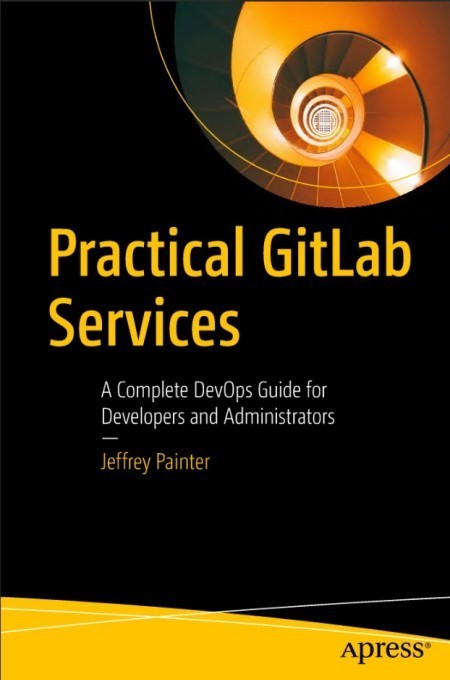 Practical GitLab
Services
A Complete DevOps Guide for
Developers and Administrators
—
Jeffrey Painter
Apress®